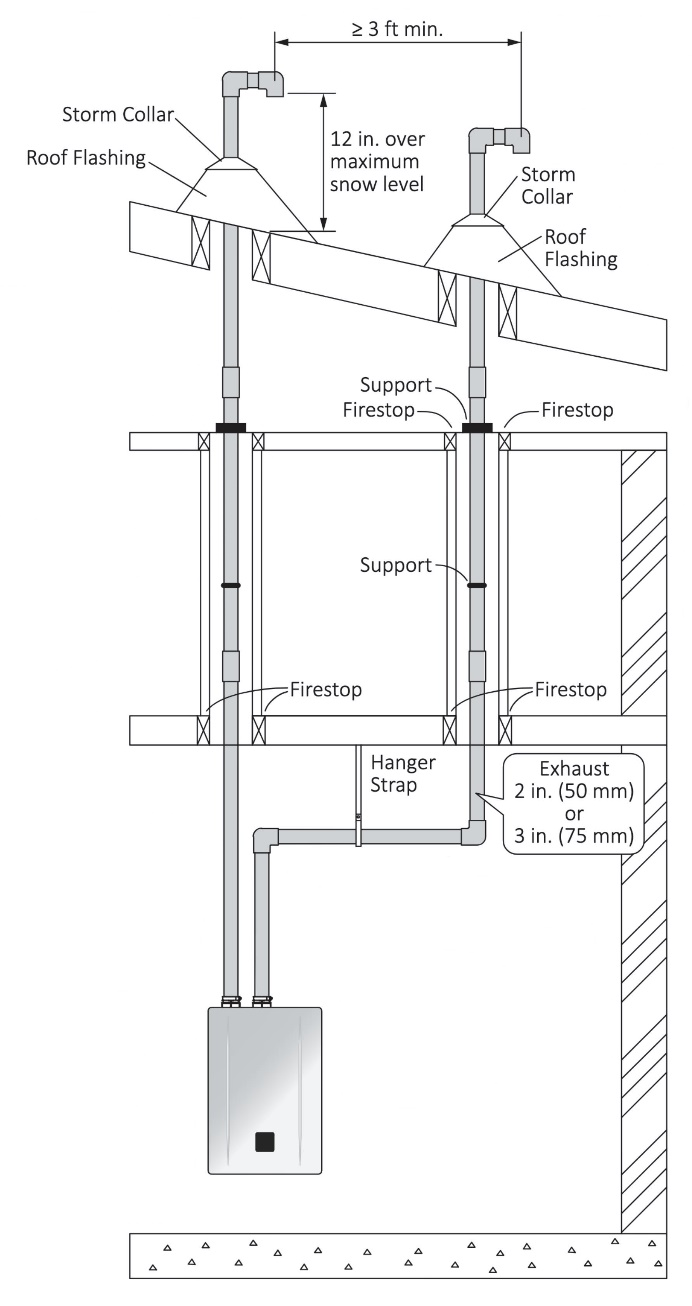 ≥ 3 ft min.
Storm Collar
Roof Flashing
12 in. over
maximum
snow level
Storm
Collar
Roof
Flashing
Support
Firestop
Firestop
Support
Firestop
Firestop
Hanger
Strap
Exhaust
2 in. (50 mm)
or
3 in. (75 mm)